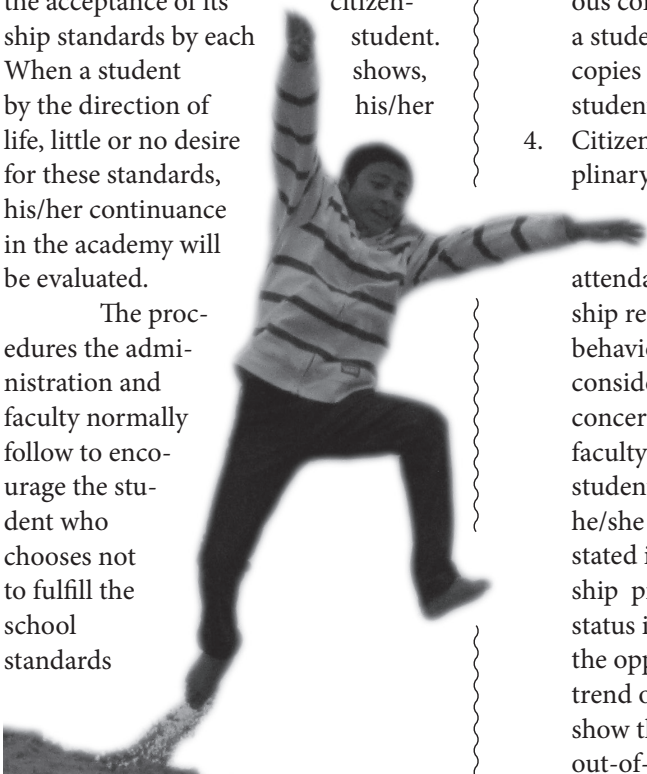 the acceptance of its citizen-
ship standards by each student.
When a student shows,
by the direction of his/her
life, little or no desire
for these standards,
his/her continuance
in the academy will
be evaluated.
The proc-
edures the admi-
nistration and
faculty normally
follow to enco-
urage the stu-
dent who
chooses not
to fulfill the
school
standards
ous con
a stude
copies
studen
4. Citizen
plinary
attenda
ship re
behavio
conside
concer
faculty
studen
he/she
stated i
ship pr
status i
the opp
trend o
show th
out-of-